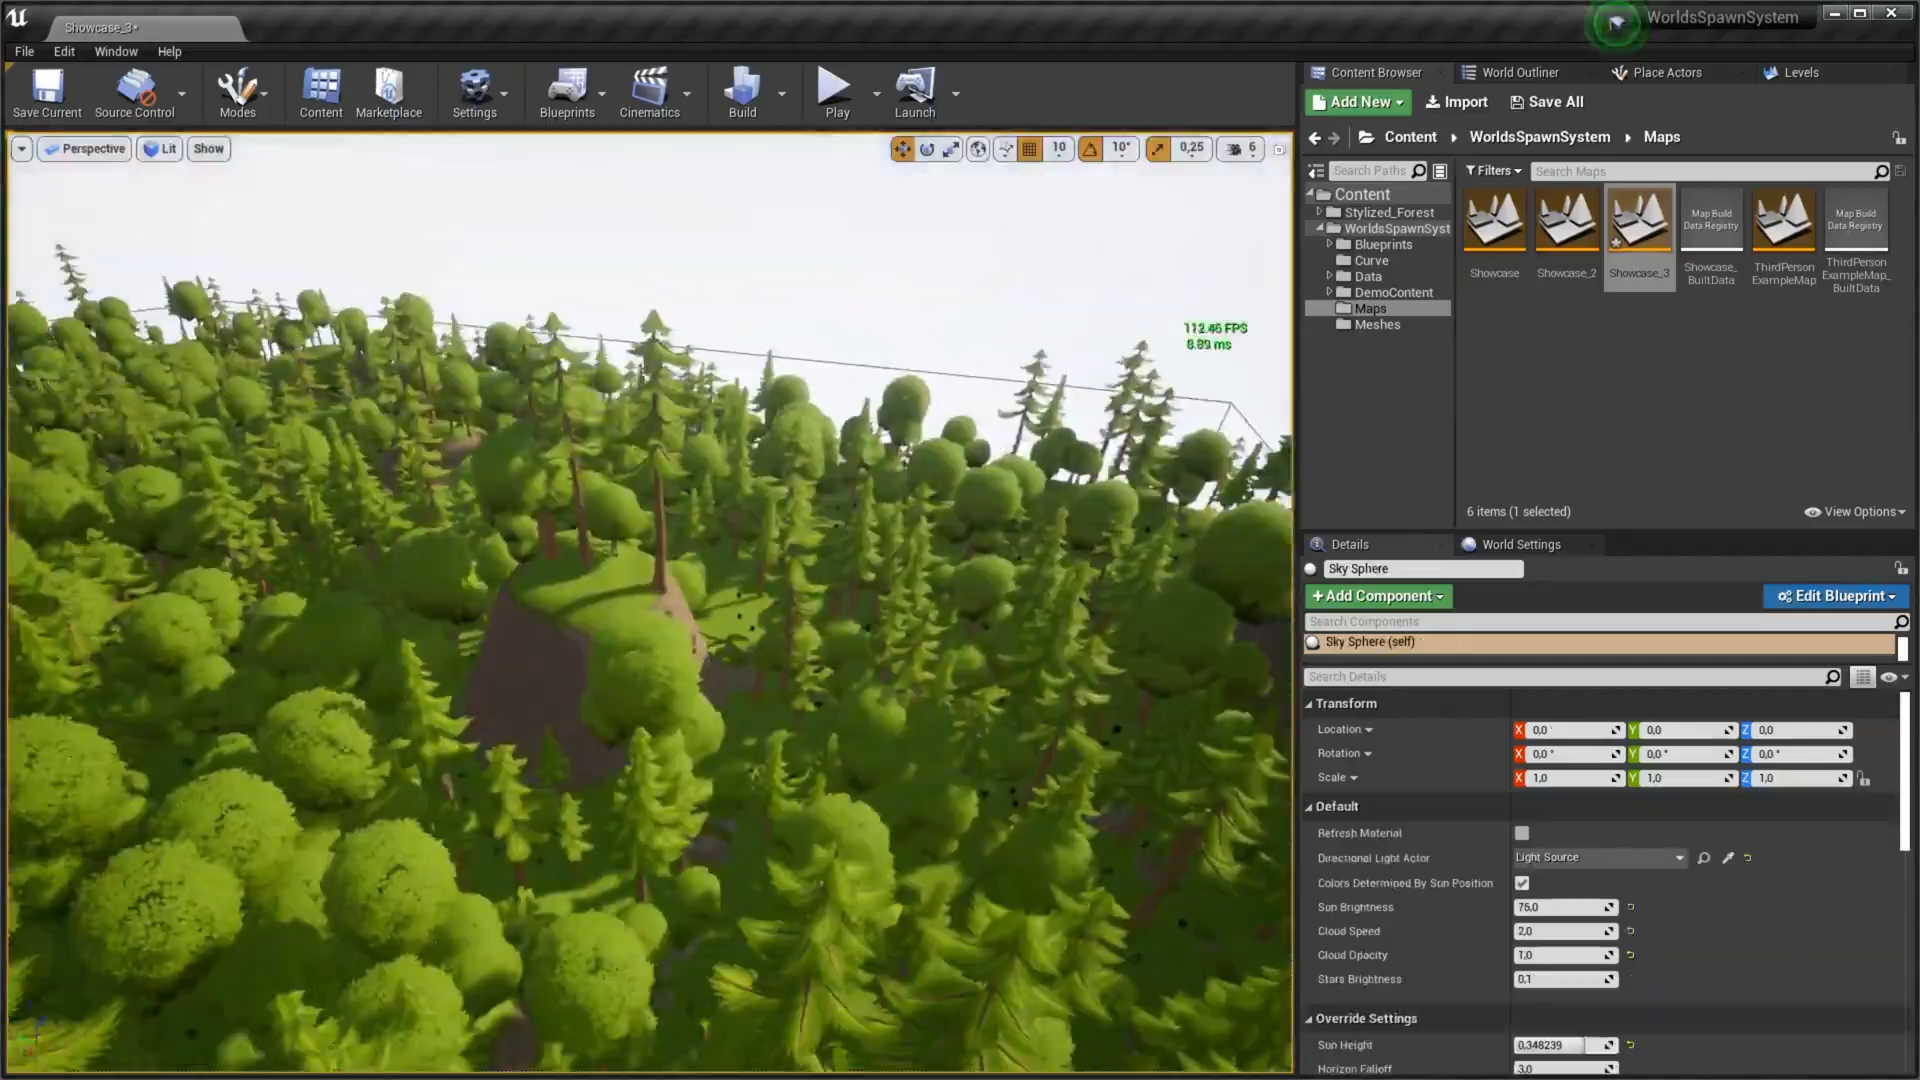 Showcase_3*
WorldsSpawnSystem
File Edit Window Help
Save Current Source Control Modes Content Marketplace Settings Blueprints Cinematics Build Play Launch
Perspective Lit Show 10 10° 0,25 6
112.46 FPS
8.89 ms
Content Browser World Outliner Place Actors Levels
Add New Import Save All
Content WorldsSpawnSystem Maps
Search Paths Filters Search Maps
Content
Stylized_Forest
WorldsSpawnSyst
Blueprints
Curve
Data
DemoContent
Maps
Meshes
Map Build
Data Registry
Map Build
Data Registry
Showcase
Showcase_2
Showcase_3
Showcase_
BuiltData
ThirdPerson
ExampleMap
ThirdPerson
ExampleMap_
BuiltData
6 items (1 selected) View Options
Details World Settings
Sky Sphere
+Add Component Edit Blueprint
Search Components
Sky Sphere (self)
Search Details
Transform
Location X 0,0 Y 0,0 Z 0,0
Rotation X 0,0 ° Y 0,0 ° Z 0,0 °
Scale X 1,0 Y 1,0 Z 1,0
Default
Refresh Material
Directional Light Actor Light Source
Colors Determined By Sun Position
Sun Brightness 75,0
Cloud Speed 2,0
Cloud Opacity 1,0
Stars Brightness 0,1
Override Settings
Sun Height 0,348239
Horizon Falloff 3,0